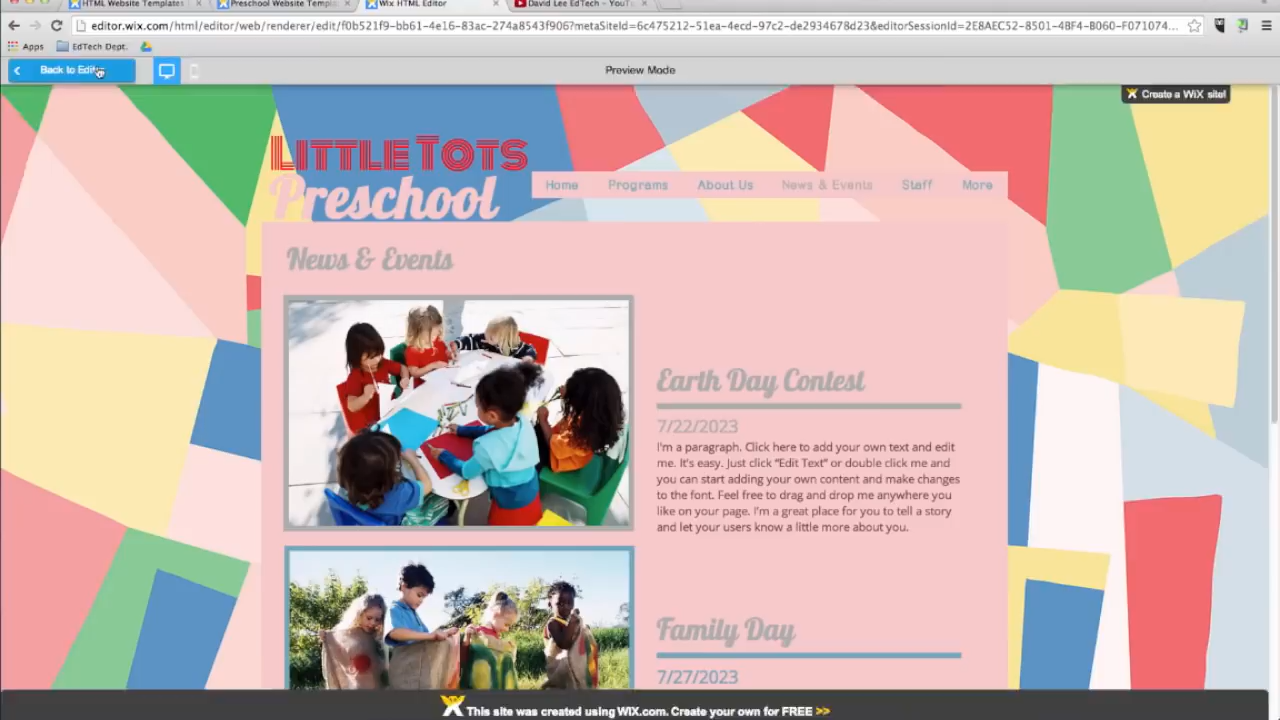 HTML Website Templates
Preschool Website Templa
Wix HTML Editor
David Lee EdTech – YouTu
editor.wix.com/html/editor/web/renderer/edit/f0b521f9-bb61-4e16-83ac-274a8543f906?metaSiteId=6c475212-51ea-4ecd-97c2-de2934678d23&editorSessionId=2E8AEC52-8501-4BF4-B060-F071074...
Apps
EdTech Dept.
Back to Edit
Preview Mode
Create a WiX site!
LITTLE TOTS
Preschool
Home Programs About Us News & Events Staff More
News & Events
Earth Day Contest
7/22/2023
I'm a paragraph. Click here to add your own text and edit
me. It's easy. Just click "Edit Text" or double click me and
you can start adding your own content and make changes
to the font. Feel free to drag and drop me anywhere you
like on your page. I'm a great place for you to tell a story
and let your users know a little more about you.
Family Day
7/27/2023
WiX This site was created using WIX.com. Create your own for FREE >>